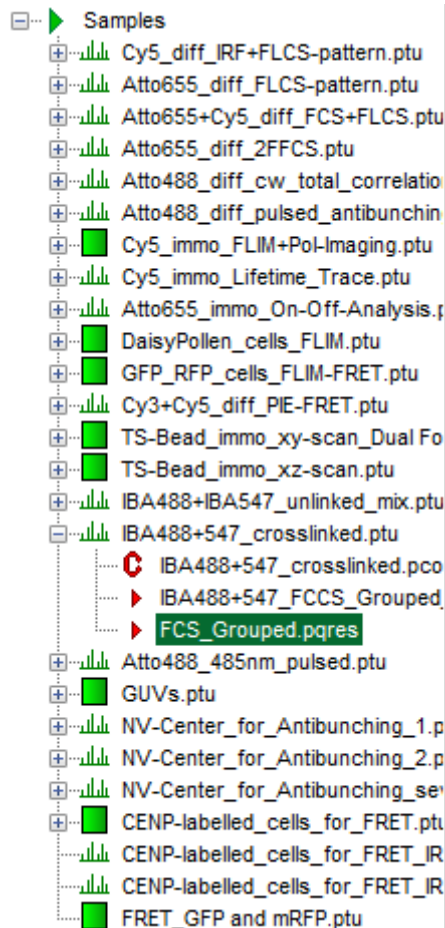 Samples
Cy5_diff_IRF+FLCS-pattern.ptu
Atto655_diff_FLCS-pattern.ptu
Atto655+Cy5_diff_FCS+FLCS.ptu
Atto655_diff_2FFCS.ptu
Atto488_diff_cw_total_correlatio
Atto488_diff_pulsed_antibunchin
Cy5_immo_FLIM+Pol-Imaging.ptu
Cy5_immo_Lifetime_Trace.ptu
Atto655_immo_On-Off-Analysis.p
DaisyPollen_cells_FLIM.ptu
GFP_RFP_cells_FLIM-FRET.ptu
Cy3+Cy5_diff_PIE-FRET.ptu
TS-Bead_immo_xy-scan_Dual Fo
TS-Bead_immo_xz-scan.ptu
IBA488+IBA547_unlinked_mix.ptu
IBA488+547_crosslinked.ptu
IBA488+547_crosslinked.pco
IBA488+547_FCCS_Grouped_
FCS_Grouped.pqres
Atto488_485nm_pulsed.ptu
GUVs.ptu
NV-Center_for_Antibunching_1.p
NV-Center_for_Antibunching_2.p
NV-Center_for_Antibunching_sev
CENP-labelled_cells_for_FRET.ptu
CENP-labelled_cells_for_FRET_IR
CENP-labelled_cells_for_FRET_IR
FRET_GFP and mRFP.ptu